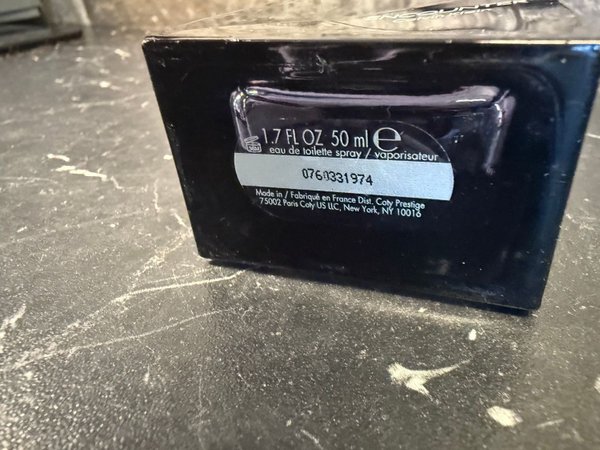 1.7 FL OZ 50 ml e
eau de toilette spray / vaporisateur
0760331974
Made in / Fabriqué en France Dist. Coty Prestige
75002 Paris Coty US LLC, New York, NY 10016